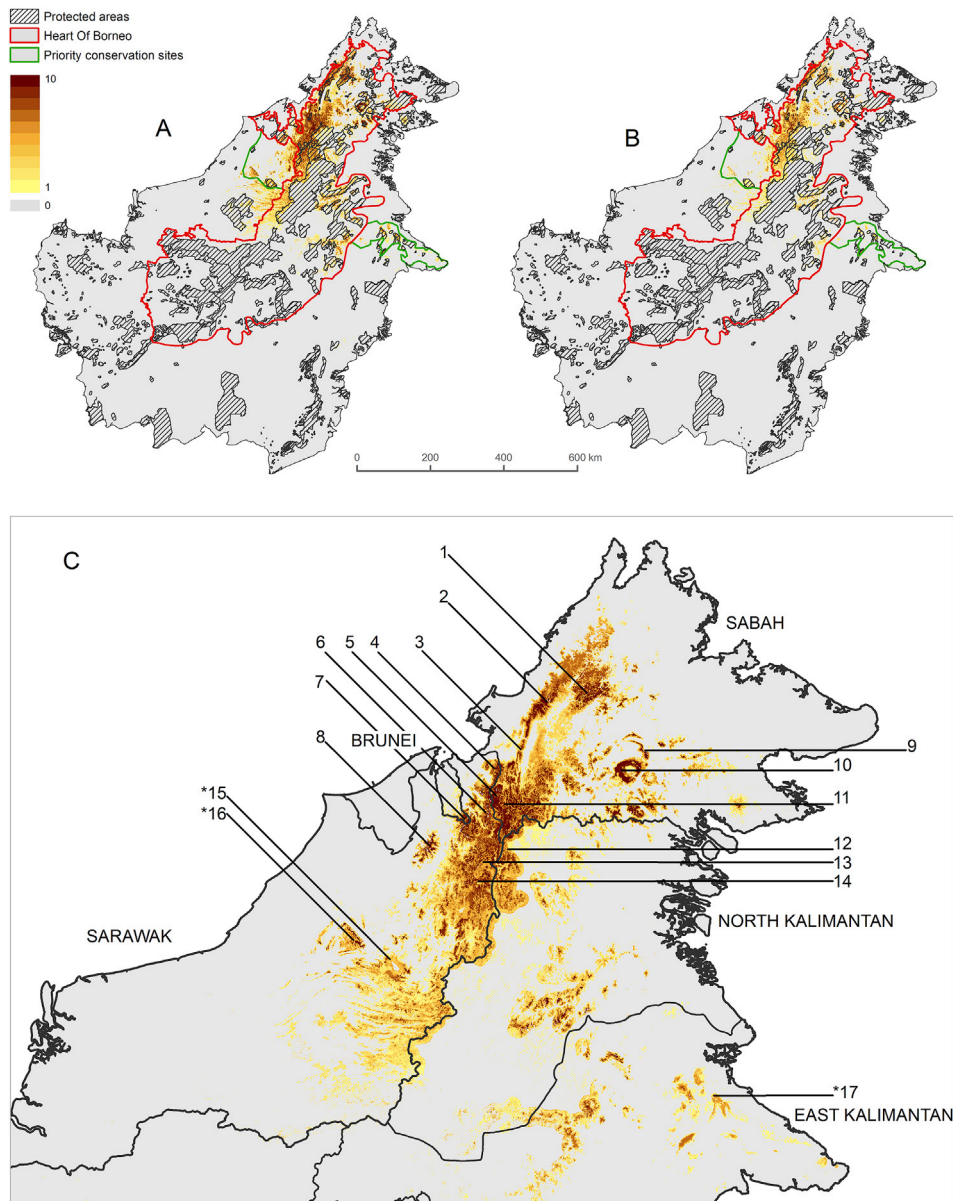 Protected areas
Heart Of Borneo
Priority conservation sites
10
1
0
A
B
0 200 400 600 km
C
1
2
3
4
5
6
7
8
BRUNEI
SABAH
9
10
11
*15
*16
12
13
14
SARAWAK
NORTH KALIMANTAN
*17
EAST KALIMANTAN